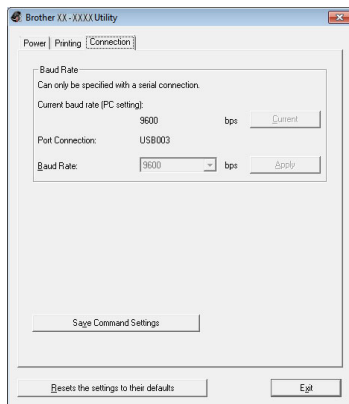 Brother XX-XXXX Utility
Power Printing Connection
Baud Rate
Can only be specified with a serial connection.
Current baud rate (PC setting):
9600 bps Current
Port Connection: USB003
Baud Rate: 9600 bps Apply
Save Command Settings
Resets the settings to their defaults Exit